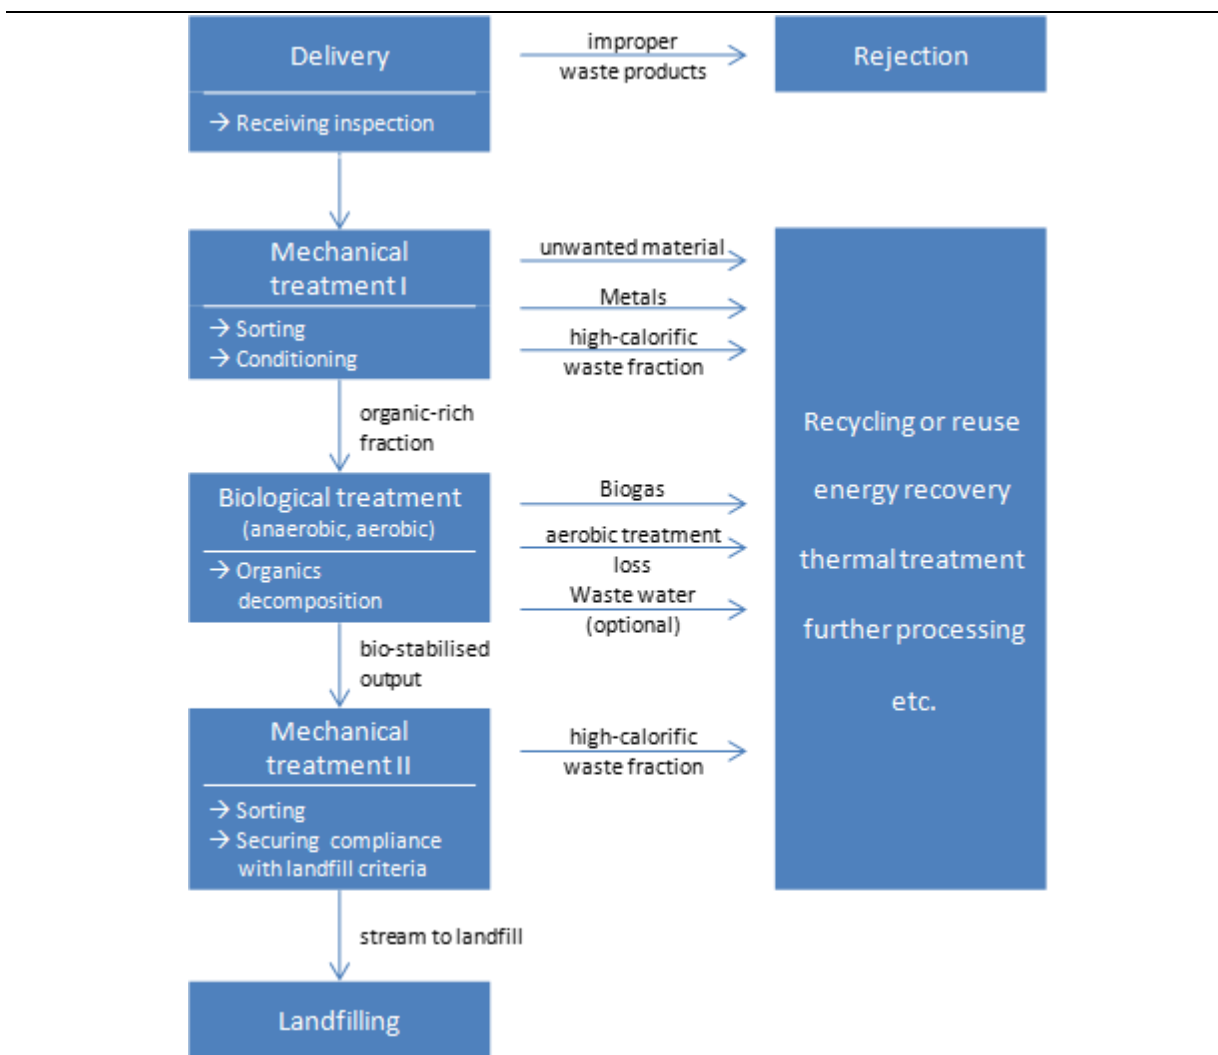 Delivery
→ Receiving inspection
improper
waste products
Rejection
Mechanical
treatment I
→ Sorting
→ Conditioning
unwanted material
Metals
high-calorific
waste fraction
organic-rich
fraction
Biological treatment
(anaerobic, aerobic)
→ Organics
decomposition
Biogas
aerobic treatment
loss
Waste water
(optional)
bio-stabilised
output
Mechanical
treatment II
→ Sorting
→ Securing compliance
with landfill criteria
high-calorific
waste fraction
Recycling or reuse
energy recovery
thermal treatment
further processing
etc.
stream to landfill
Landfilling